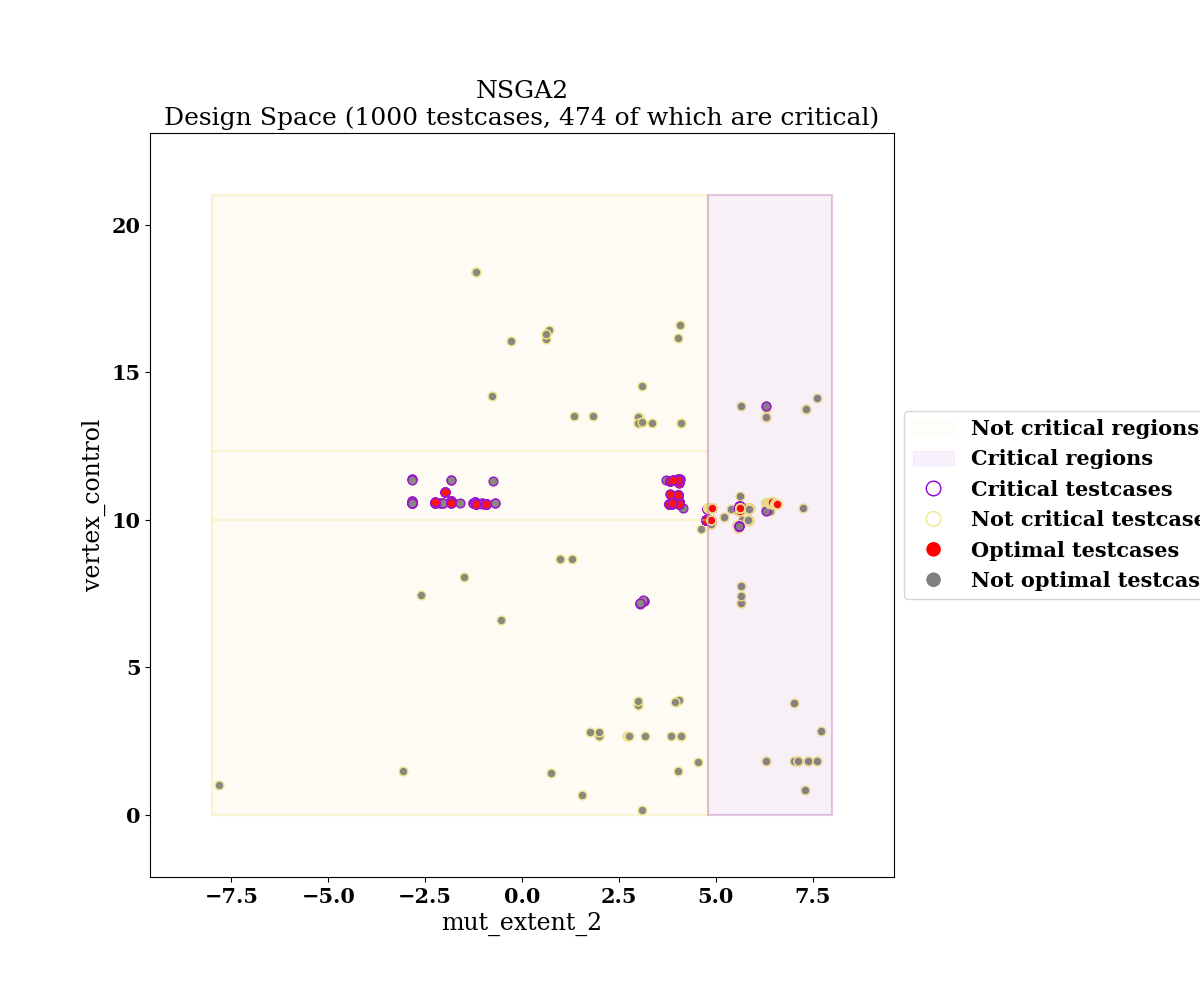 NSGA2
Design Space (1000 testcases, 474 of which are critical)
vertex_control
20
15
10
5
0
−7.5
−5.0
−2.5
0.0
2.5
5.0
7.5
mut_extent_2
Not critical regions
Critical regions
Critical testcases
Not critical testcase
Optimal testcases
Not optimal testcas